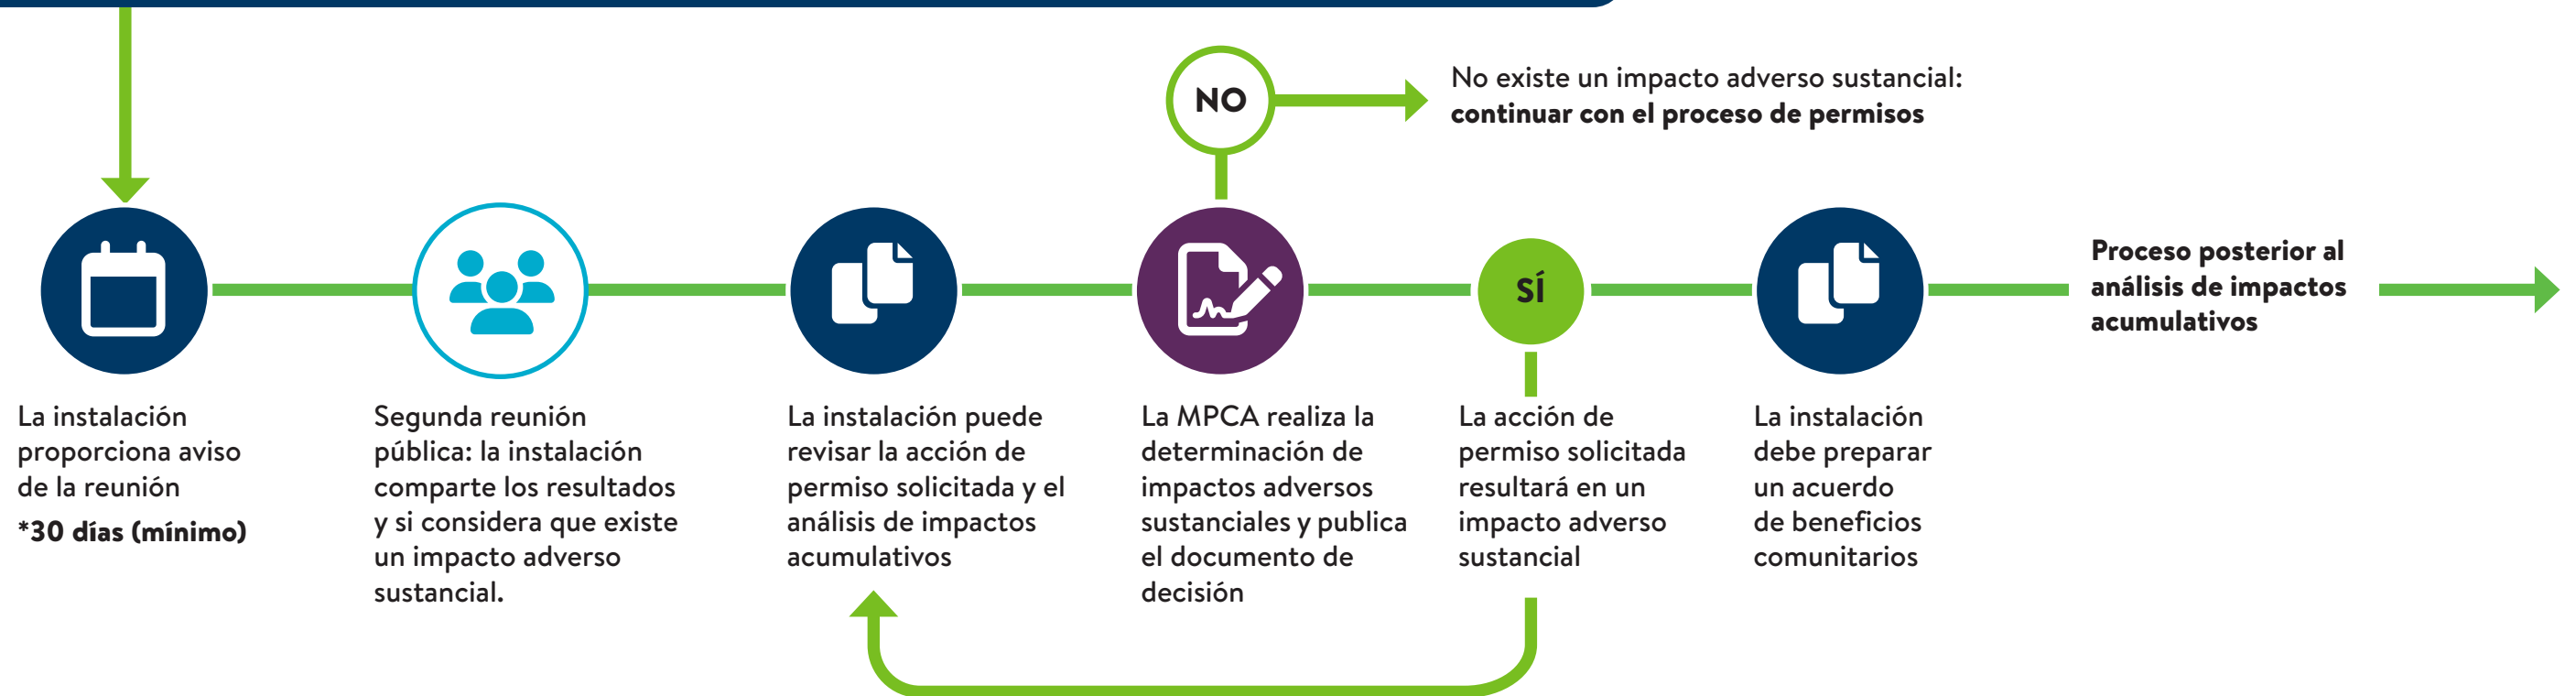 NO
No existe un impacto adverso sustancial:
continuar con el proceso de permisos
La instalación
proporciona aviso
de la reunión
*30 días (mínimo)
Segunda reunión
pública: la instalación
comparte los resultados
y si considera que existe
un impacto adverso
sustancial.
La instalación puede
revisar la acción de
permiso solicitada y el
análisis de impactos
acumulativos
La MPCA realiza la
determinación de
impactos adversos
sustanciales y publica
el documento de
decisión
SÍ
La acción de
permiso solicitada
resultará en un
impacto adverso
sustancial
La instalación
debe preparar
un acuerdo
de beneficios
comunitarios
Proceso posterior al
análisis de impactos
acumulativos